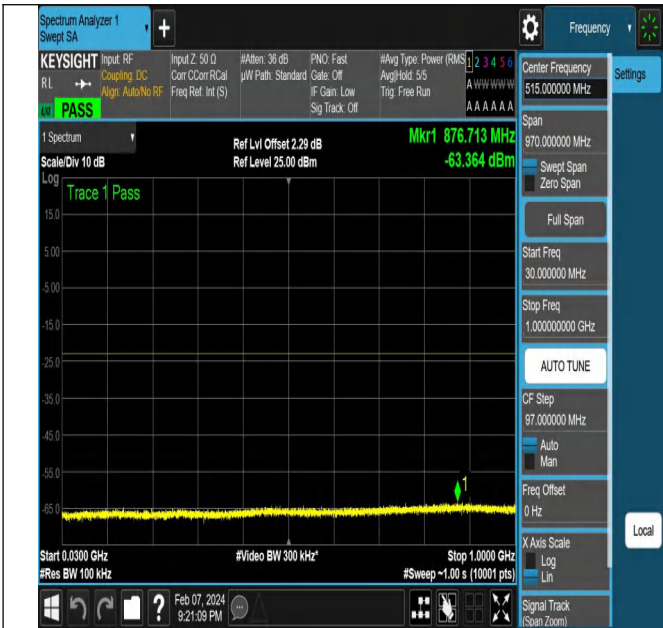 Spectrum Analyzer 1
Swept SA
Frequency
KEYSIGHT
RL
PASS
Input: RF
Coupling: DC
Align: Auto/No RF
Input Z: 50 Ω
Corr CCorr RCal
Freq Ref: Int (S)
#Atten: 36 dB
µW Path: Standard
PNO: Fast
Gate: Off
IF Gain: Low
Sig Track: Off
#Avg Type: Power (RMS
Avg|Hold: 5/5
Trig: Free Run
1 2 3 4 5 6
A W W W W W
A A A A A A
1 Spectrum
Scale/Div 10 dB
Ref Lvl Offset 2.29 dB
Ref Level 25.00 dBm
Mkr1 876.713 MHz
-63.364 dBm
Log
Trace 1 Pass
15.0
5.00
-5.00
-15.0
-25.0
-35.0
-45.0
-55.0
-65.0
1
Start 0.0300 GHz
#Res BW 100 kHz
#Video BW 300 kHz*
Stop 1.0000 GHz
#Sweep ~1.00 s (10001 pts)
Feb 07, 2024
9:21:09 PM
Center Frequency
515.000000 MHz
Settings
Span
970.000000 MHz
Swept Span
Zero Span
Full Span
Start Freq
30.000000 MHz
Stop Freq
1.000000000 GHz
AUTO TUNE
CF Step
97.000000 MHz
Auto
Man
Freq Offset
0 Hz
Local
X Axis Scale
Log
Lin
Signal Track
(Span Zoom)